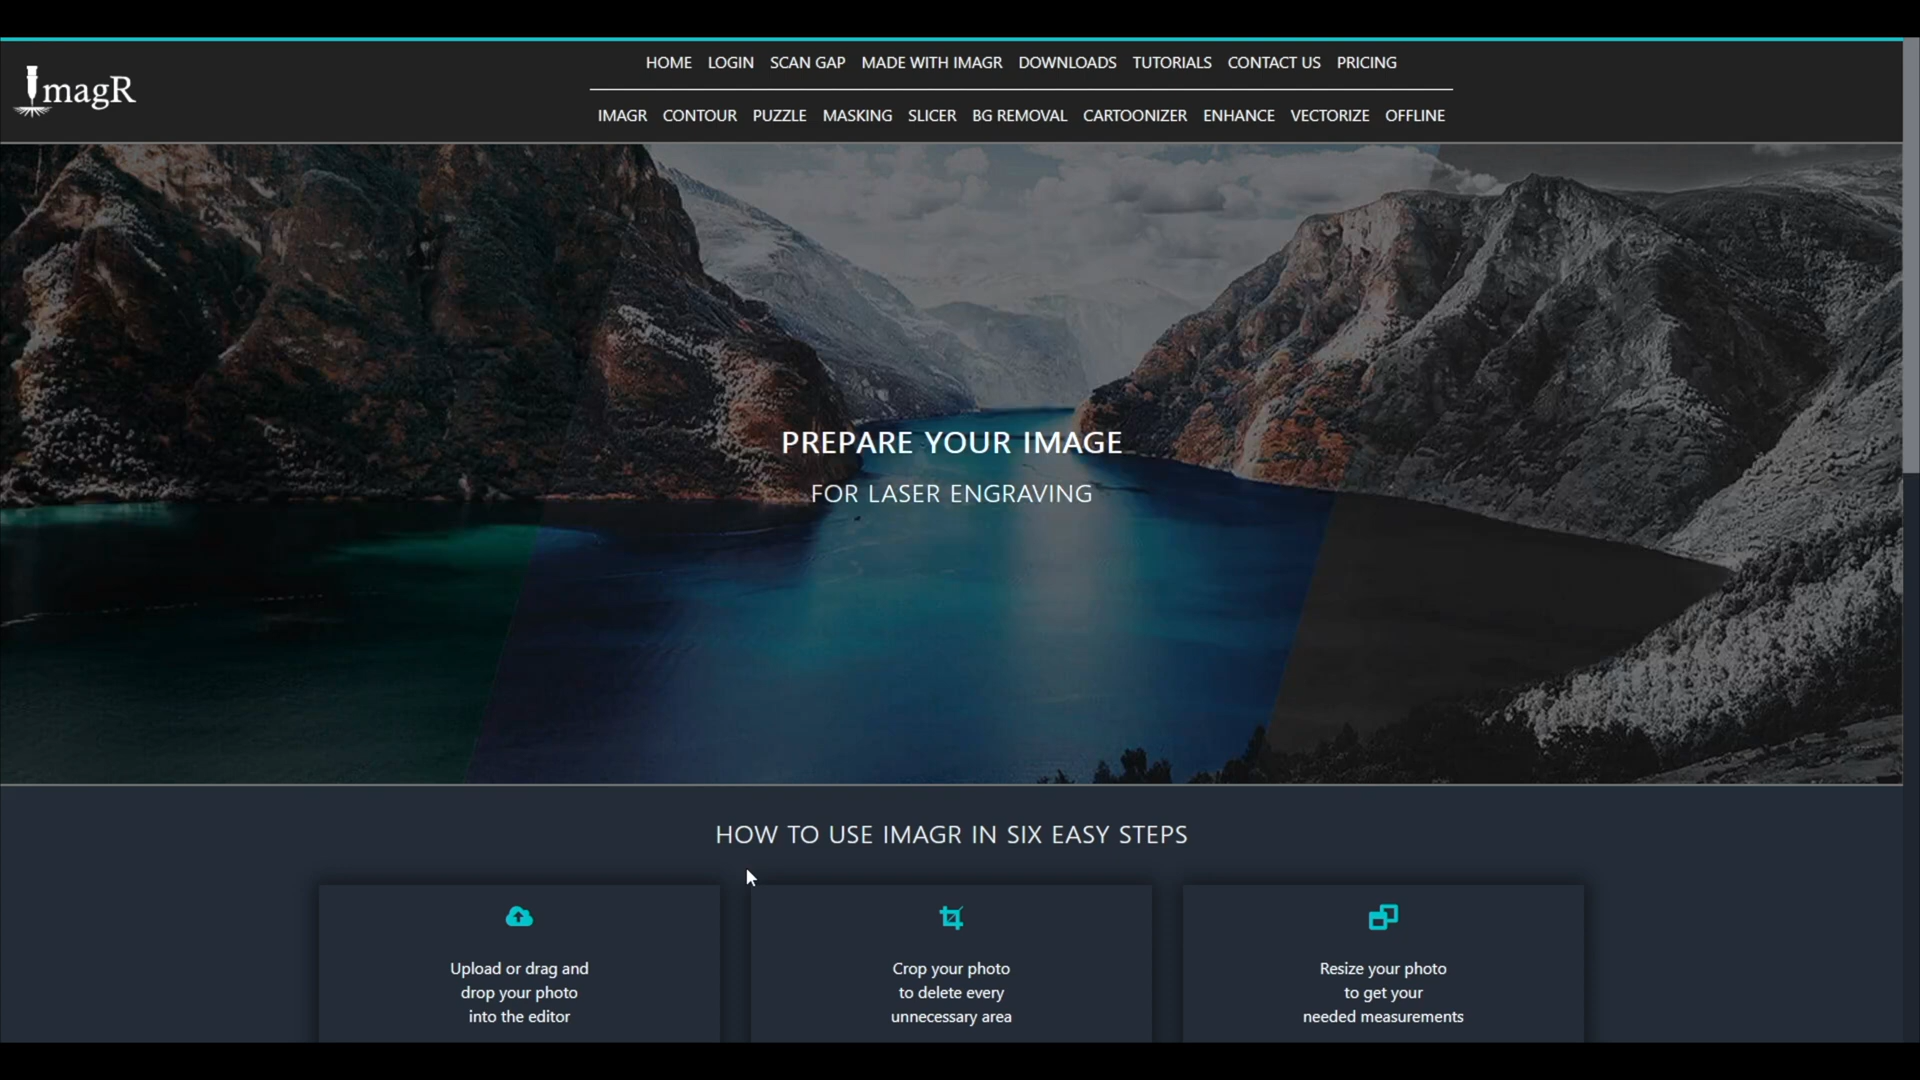 ImagR
HOME LOGIN SCAN GAP MADE WITH IMAGR DOWNLOADS TUTORIALS CONTACT US PRICING
IMAGR CONTOUR PUZZLE MASKING SLICER BG REMOVAL CARTOONIZER ENHANCE VECTORIZE OFFLINE
PREPARE YOUR IMAGE
FOR LASER ENGRAVING
HOW TO USE IMAGR IN SIX EASY STEPS
Upload or drag and
drop your photo
into the editor
Crop your photo
to delete every
unnecessary area
Resize your photo
to get your
needed measurements